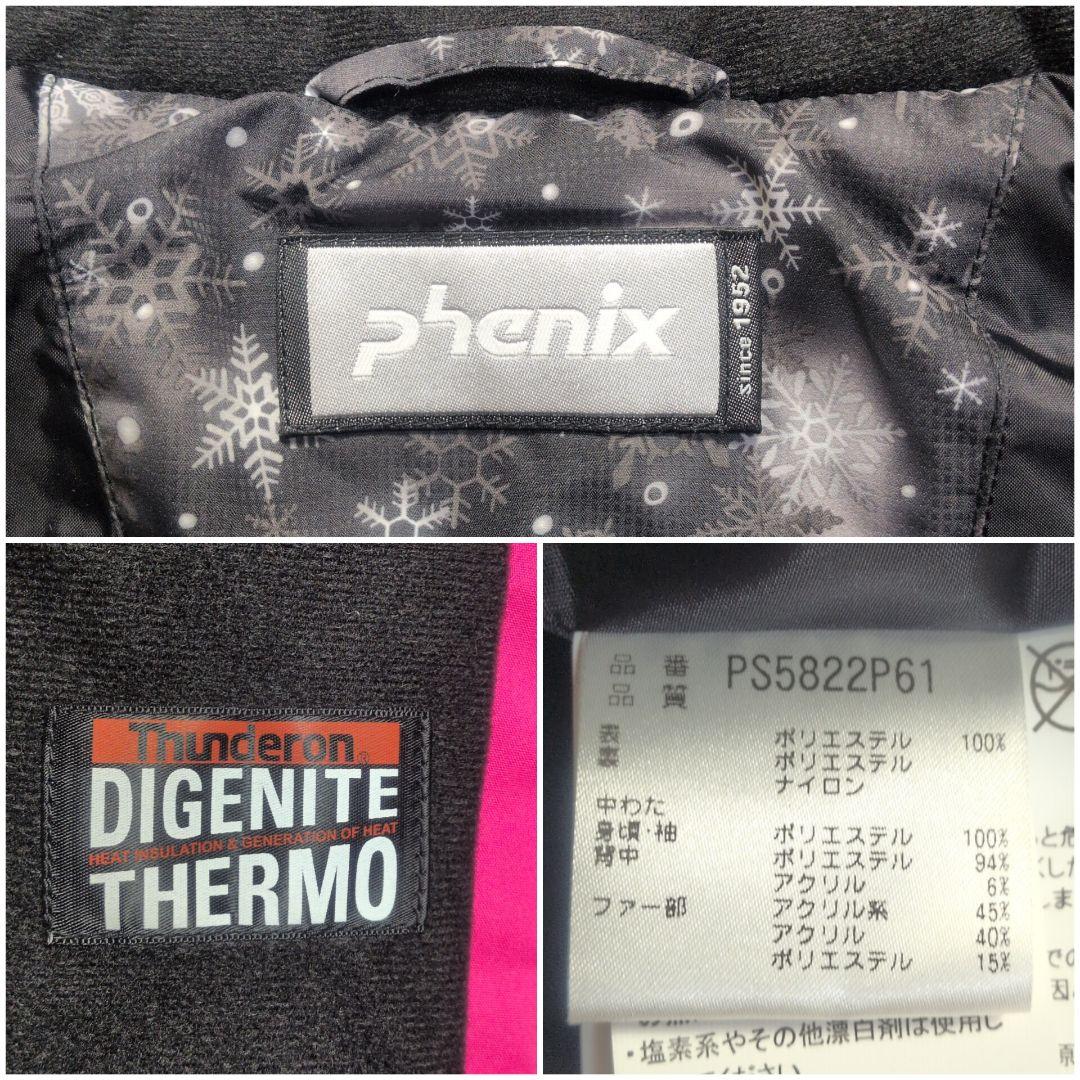 phenix
since 1952
Thunderon®
DIGENITE
HEAT INSULATION & GENERATION OF HEAT
THERMO
品番 PS5822P61
品質
ポリエステル 100%
ポリエステル
ナイロン
中わた
身頃・袖 ポリエステル 100%
背中 ポリエステル 94%
アクリル 6%
ファー部 アクリル系 45%
アクリル 40%
ポリエステル 15%
・塩素系やその他漂白剤は使用し
ください